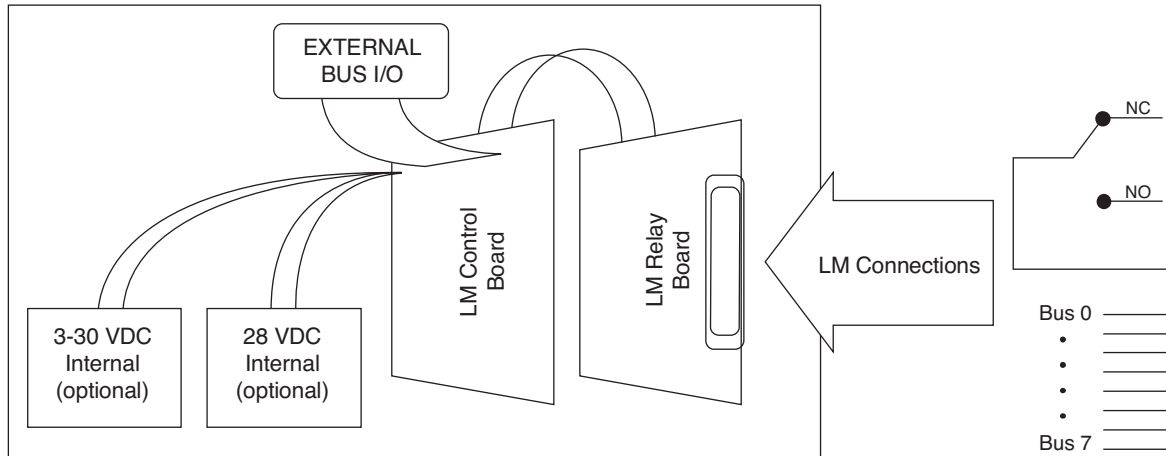 EXTERNAL
BUS I/O
NC
NO
LM Control
Board
LM Relay
Board
LM Connections
3-30 VDC
Internal
(optional)
28 VDC
Internal
(optional)
Bus 0
Bus 7